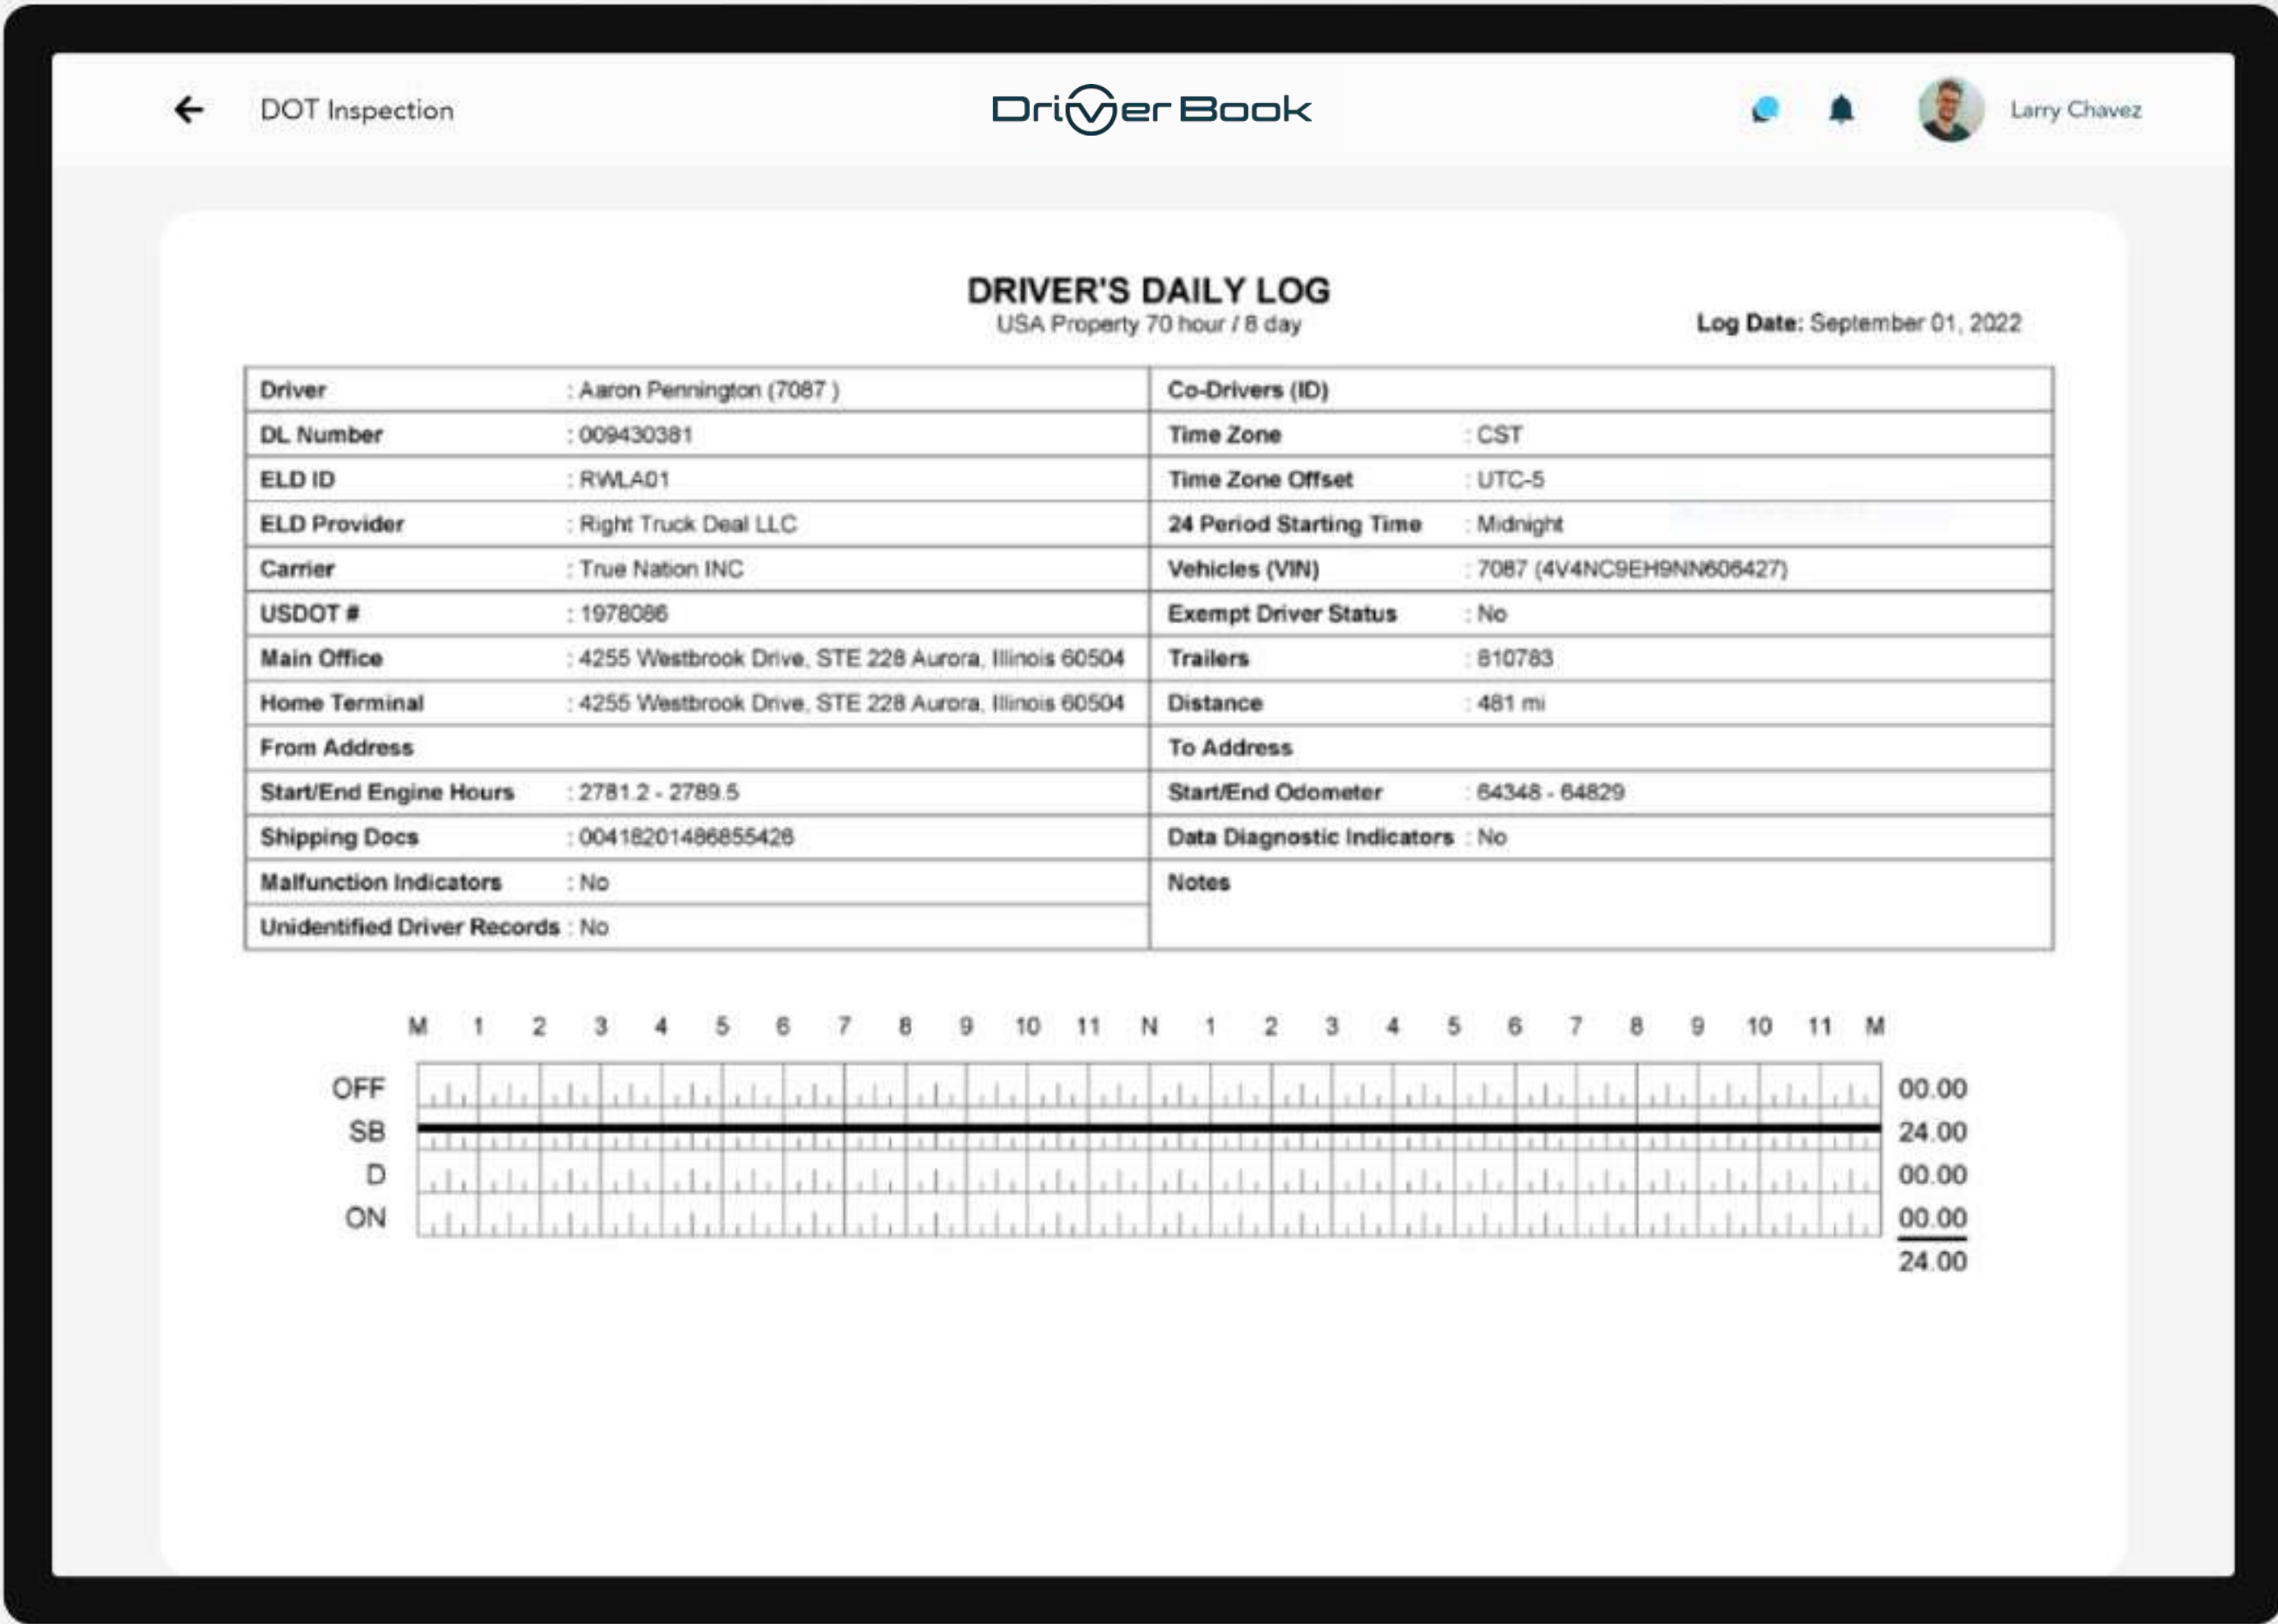 DOT Inspection
DriverBook
Larry Chavez
DRIVER'S DAILY LOG
USA Property 70 hour / 8 day
Log Date: September 01, 2022
Driver : Aaron Pennington (7087 ) Co-Drivers (ID)
DL Number : 009430381 Time Zone : CST
ELD ID : RWLA01 Time Zone Offset : UTC-5
ELD Provider : Right Truck Deal LLC 24 Period Starting Time : Midnight
Carrier : True Nation INC Vehicles (VIN) : 7087 (4V4NC9EH9NN606427)
USDOT # : 1978086 Exempt Driver Status : No
Main Office : 4255 Westbrook Drive, STE 228 Aurora, Illinois 60504 Trailers : 810783
Home Terminal : 4255 Westbrook Drive, STE 228 Aurora, Illinois 60504 Distance : 481 mi
From Address To Address
Start/End Engine Hours : 2781.2 - 2789.5 Start/End Odometer : 64348 - 64829
Shipping Docs : 00418201486855426 Data Diagnostic Indicators : No
Malfunction Indicators : No Notes
Unidentified Driver Records : No
M 1 2 3 4 5 6 7 8 9 10 11 N 1 2 3 4 5 6 7 8 9 10 11 M
OFF 00.00
SB 24.00
D 00.00
ON 00.00
24.00